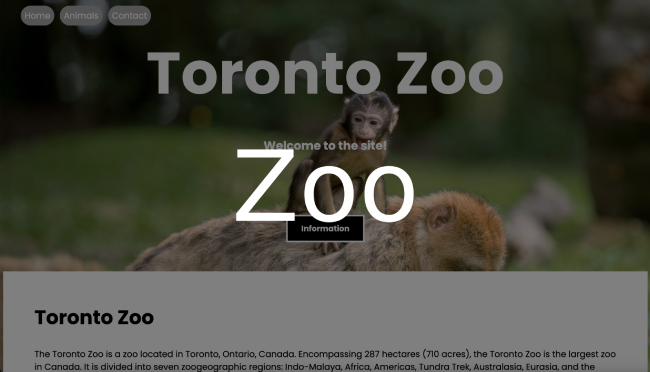 Home Animals Contact
Toronto Zoo
Welcome to the site!
Zoo
Information
Toronto Zoo
The Toronto Zoo is a zoo located in Toronto, Ontario, Canada. Encompassing 287 hectares (710 acres), the Toronto Zoo is the largest zoo
in Canada. It is divided into seven zoogeographic regions: Indo-Malaya, Africa, Americas, Tundra Trek, Australasia, Eurasia, and the